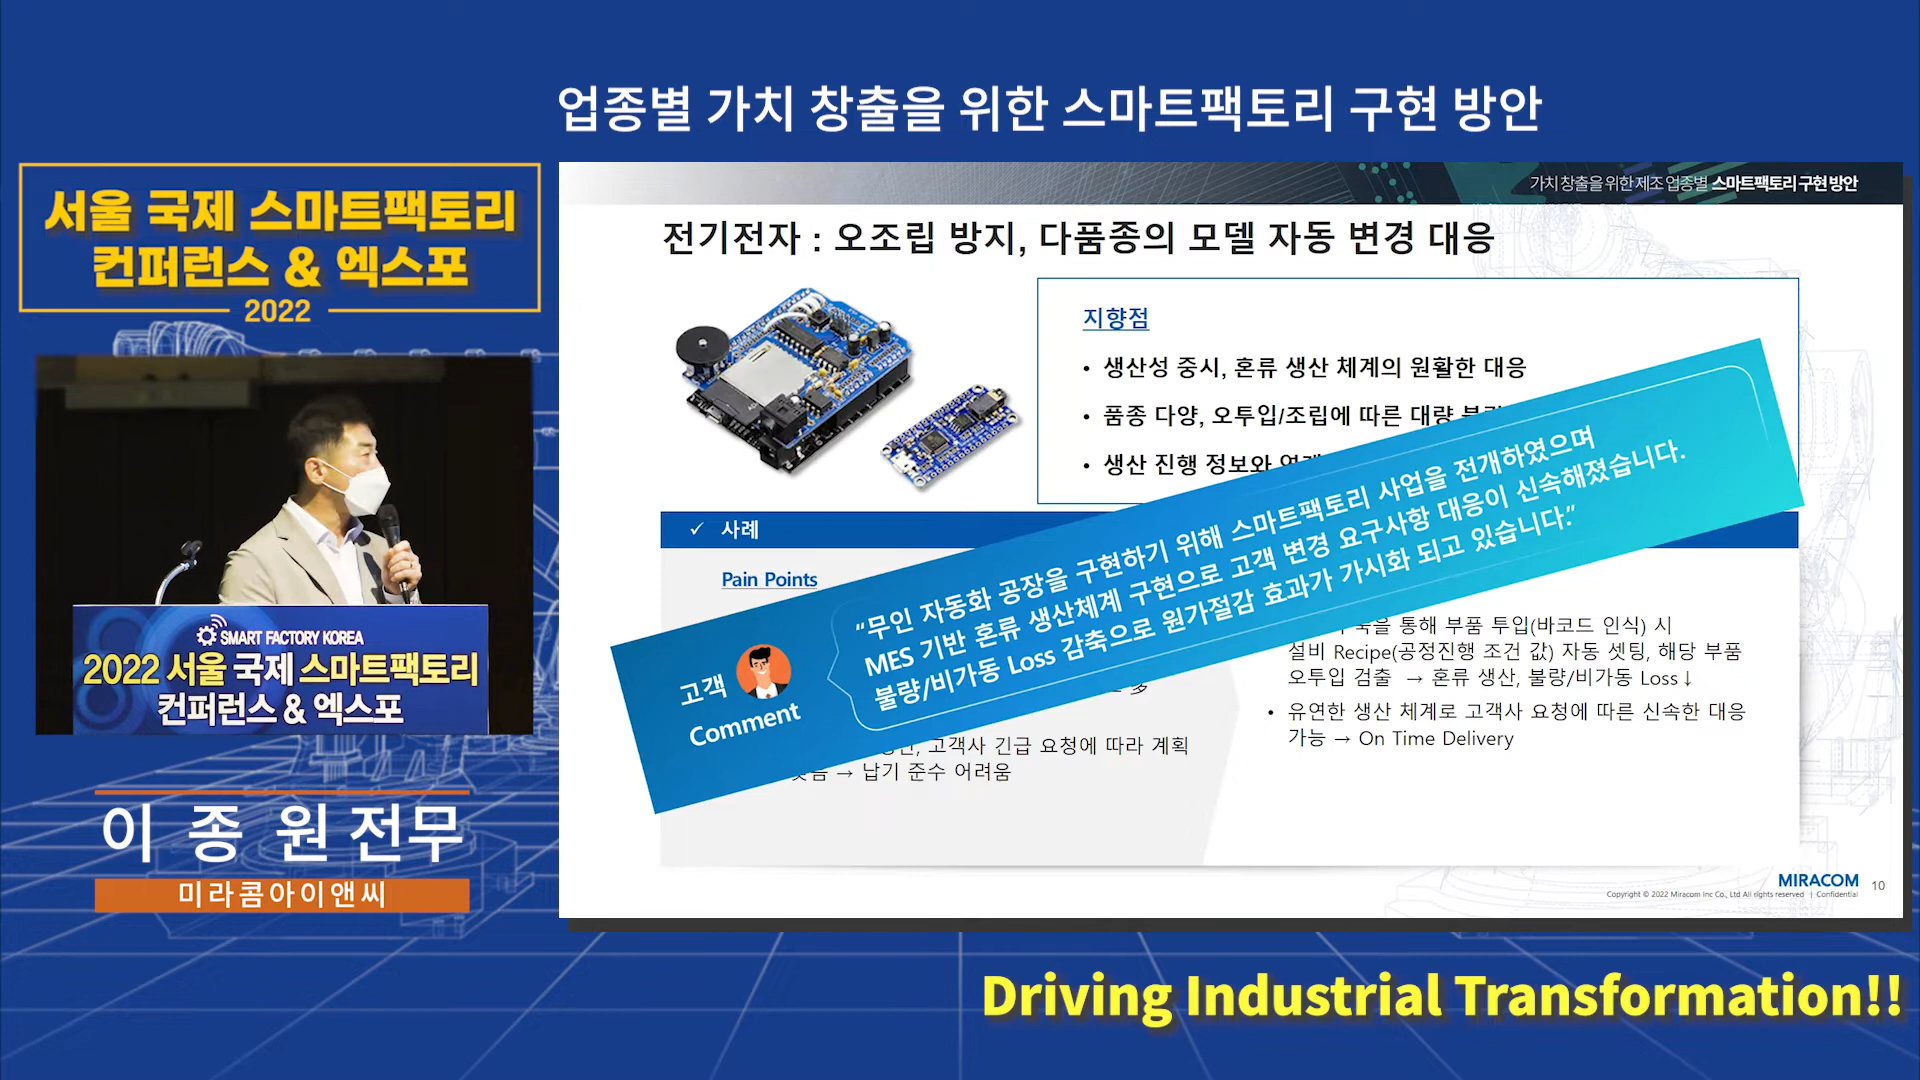 업종별 가치 창출을 위한 스마트팩토리 구현 방안
서울 국제 스마트팩토리
컨퍼런스 & 엑스포
2022
SMART FACTORY KOREA
2022 서울 국제 스마트팩토리
컨퍼런스 & 엑스포
이 종 원 전무
미라콤아이앤씨
가치 창출을 위한 제조 업종별 스마트팩토리 구현 방안
전기전자 : 오조립 방지, 다품종의 모델 자동 변경 대응
지향점
• 생산성 중시, 혼류 생산 체계의 원활한 대응
• 품종 다양, 오투입/조립에 따른 대량
• 생산 진행 정보와
✓ 사례
Pain Points
고객
Comment
“무인 자동화 공장을 구현하기 위해 스마트팩토리 사업을 전개하였으며
MES 기반 혼류 생산체계 구현으로 고객 변경 요구사항 대응이 신속해졌습니다.
불량/비가동 Loss 감축으로 원가절감 효과가 가시화 되고 있습니다.”
多
고객사 긴급 요청에 따라 계획
→ 납기 준수 어려움
통해 부품 투입(바코드 인식) 시
설비 Recipe(공정진행 조건 값) 자동 셋팅, 해당 부품
오투입 검출 → 혼류 생산, 불량/비가동 Loss↓
• 유연한 생산 체계로 고객사 요청에 따른 신속한 대응
가능 → On Time Delivery
MIRACOM
Copyright © 2022 Miracom Inc Co., Ltd All rights reserved | Confidential
10
Driving Industrial Transformation!!